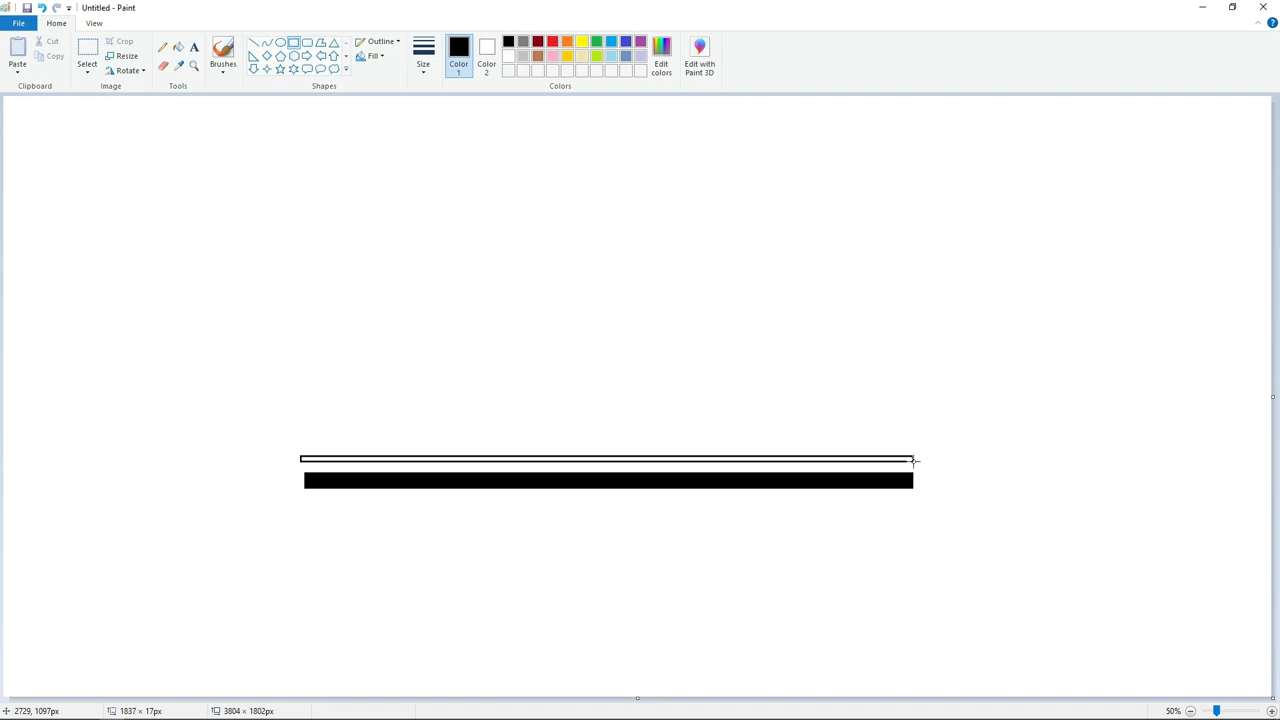 Untitled - Paint
File Home View
Paste
Cut
Copy
Clipboard
Select
Crop
Resize
Rotate
Image
A
Tools
Brushes
Shapes
Outline
Fill
Size
Color 1
Color 2
Edit colors
Colors
Edit with Paint 3D
2729, 1097px 1837 × 17px 3804 × 1802px 50%